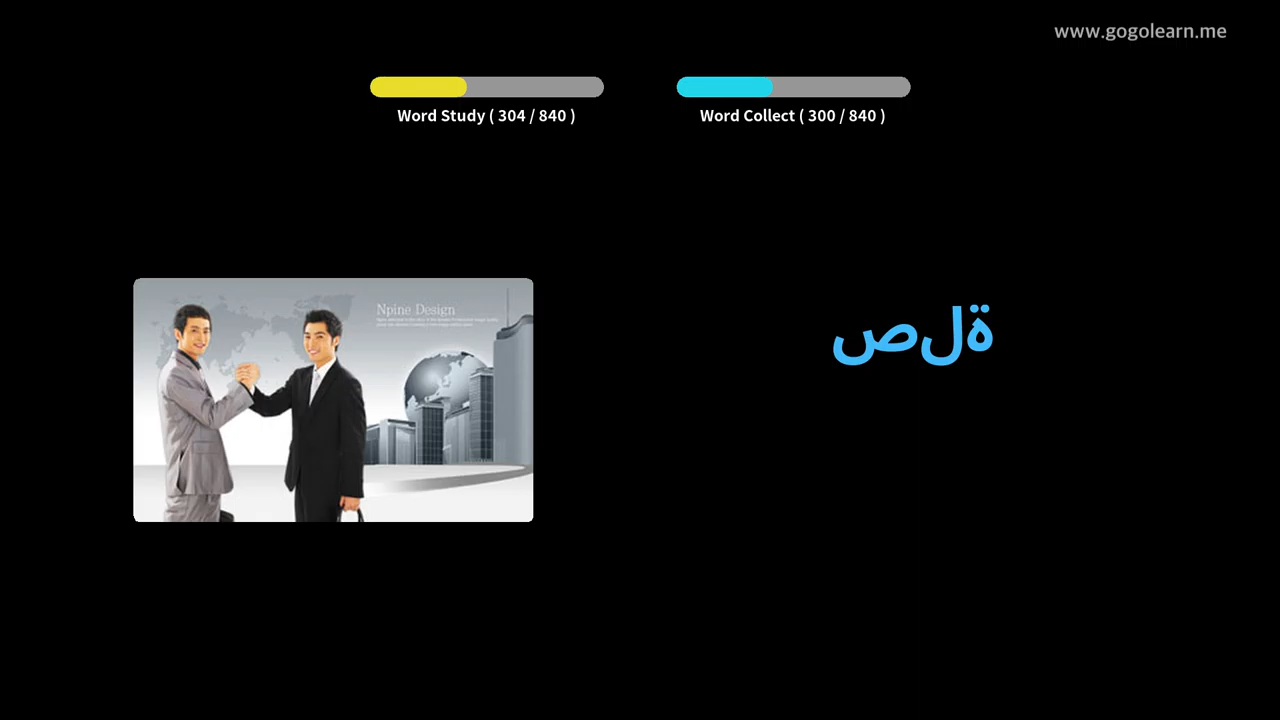 www.gogolearn.me
Word Study ( 304 / 840 )
Word Collect ( 300 / 840 )
Npine Design
صلة